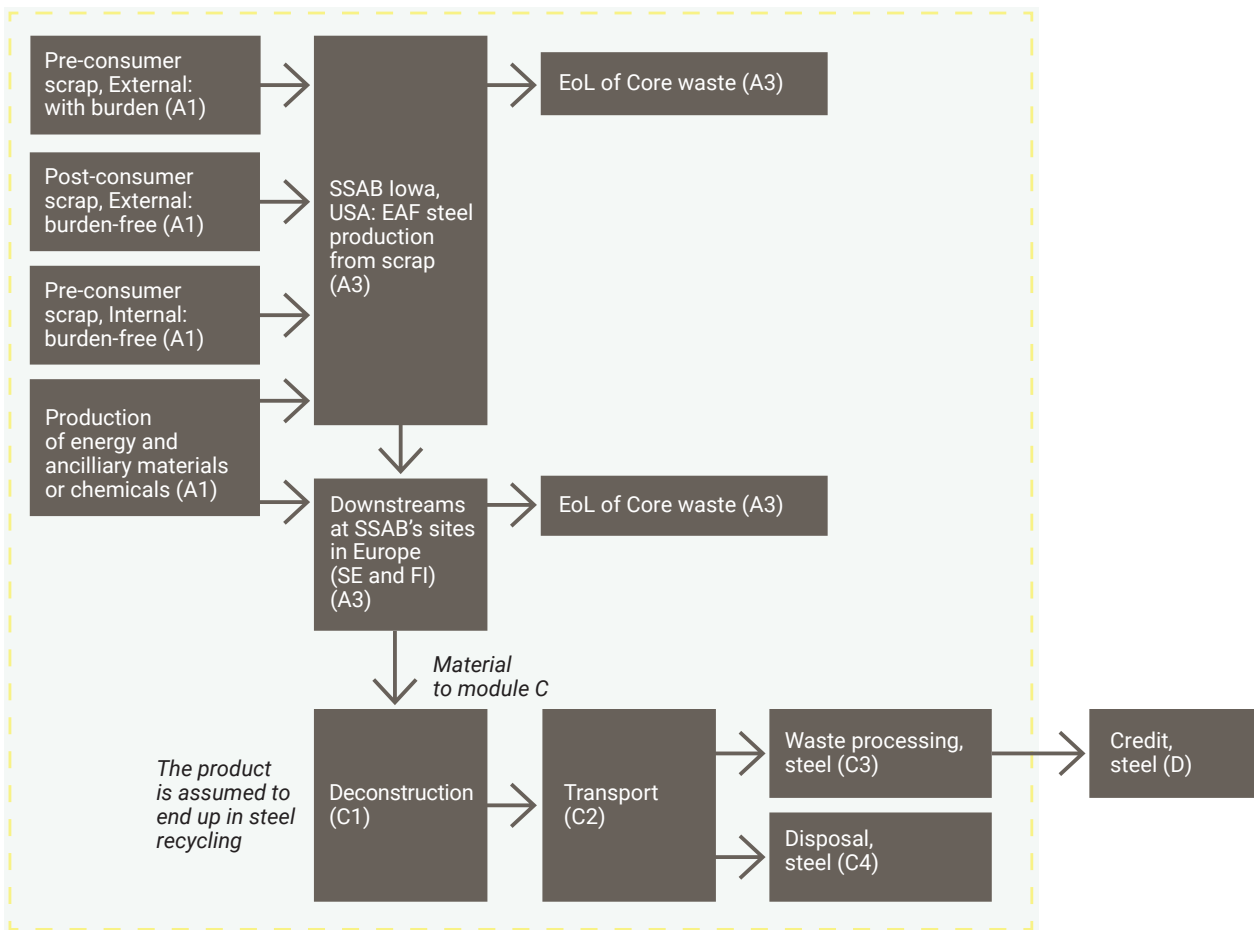 Pre-consumer
scrap, External:
with burden (A1)
EoL of Core waste (A3)
Post-consumer
scrap, External:
burden-free (A1)
SSAB Iowa,
USA: EAF steel
production
from scrap
(A3)
Pre-consumer
scrap, Internal:
burden-free (A1)
Production
of energy and
ancilliary materials
or chemicals (A1)
Downstreams
at SSAB's sites
in Europe
(SE and FI)
(A3)
EoL of Core waste (A3)
Material
to module C
The product
is assumed to
end up in steel
recycling
Deconstruction
(C1)
Transport
(C2)
Waste processing,
steel (C3)
Credit,
steel (D)
Disposal,
steel (C4)